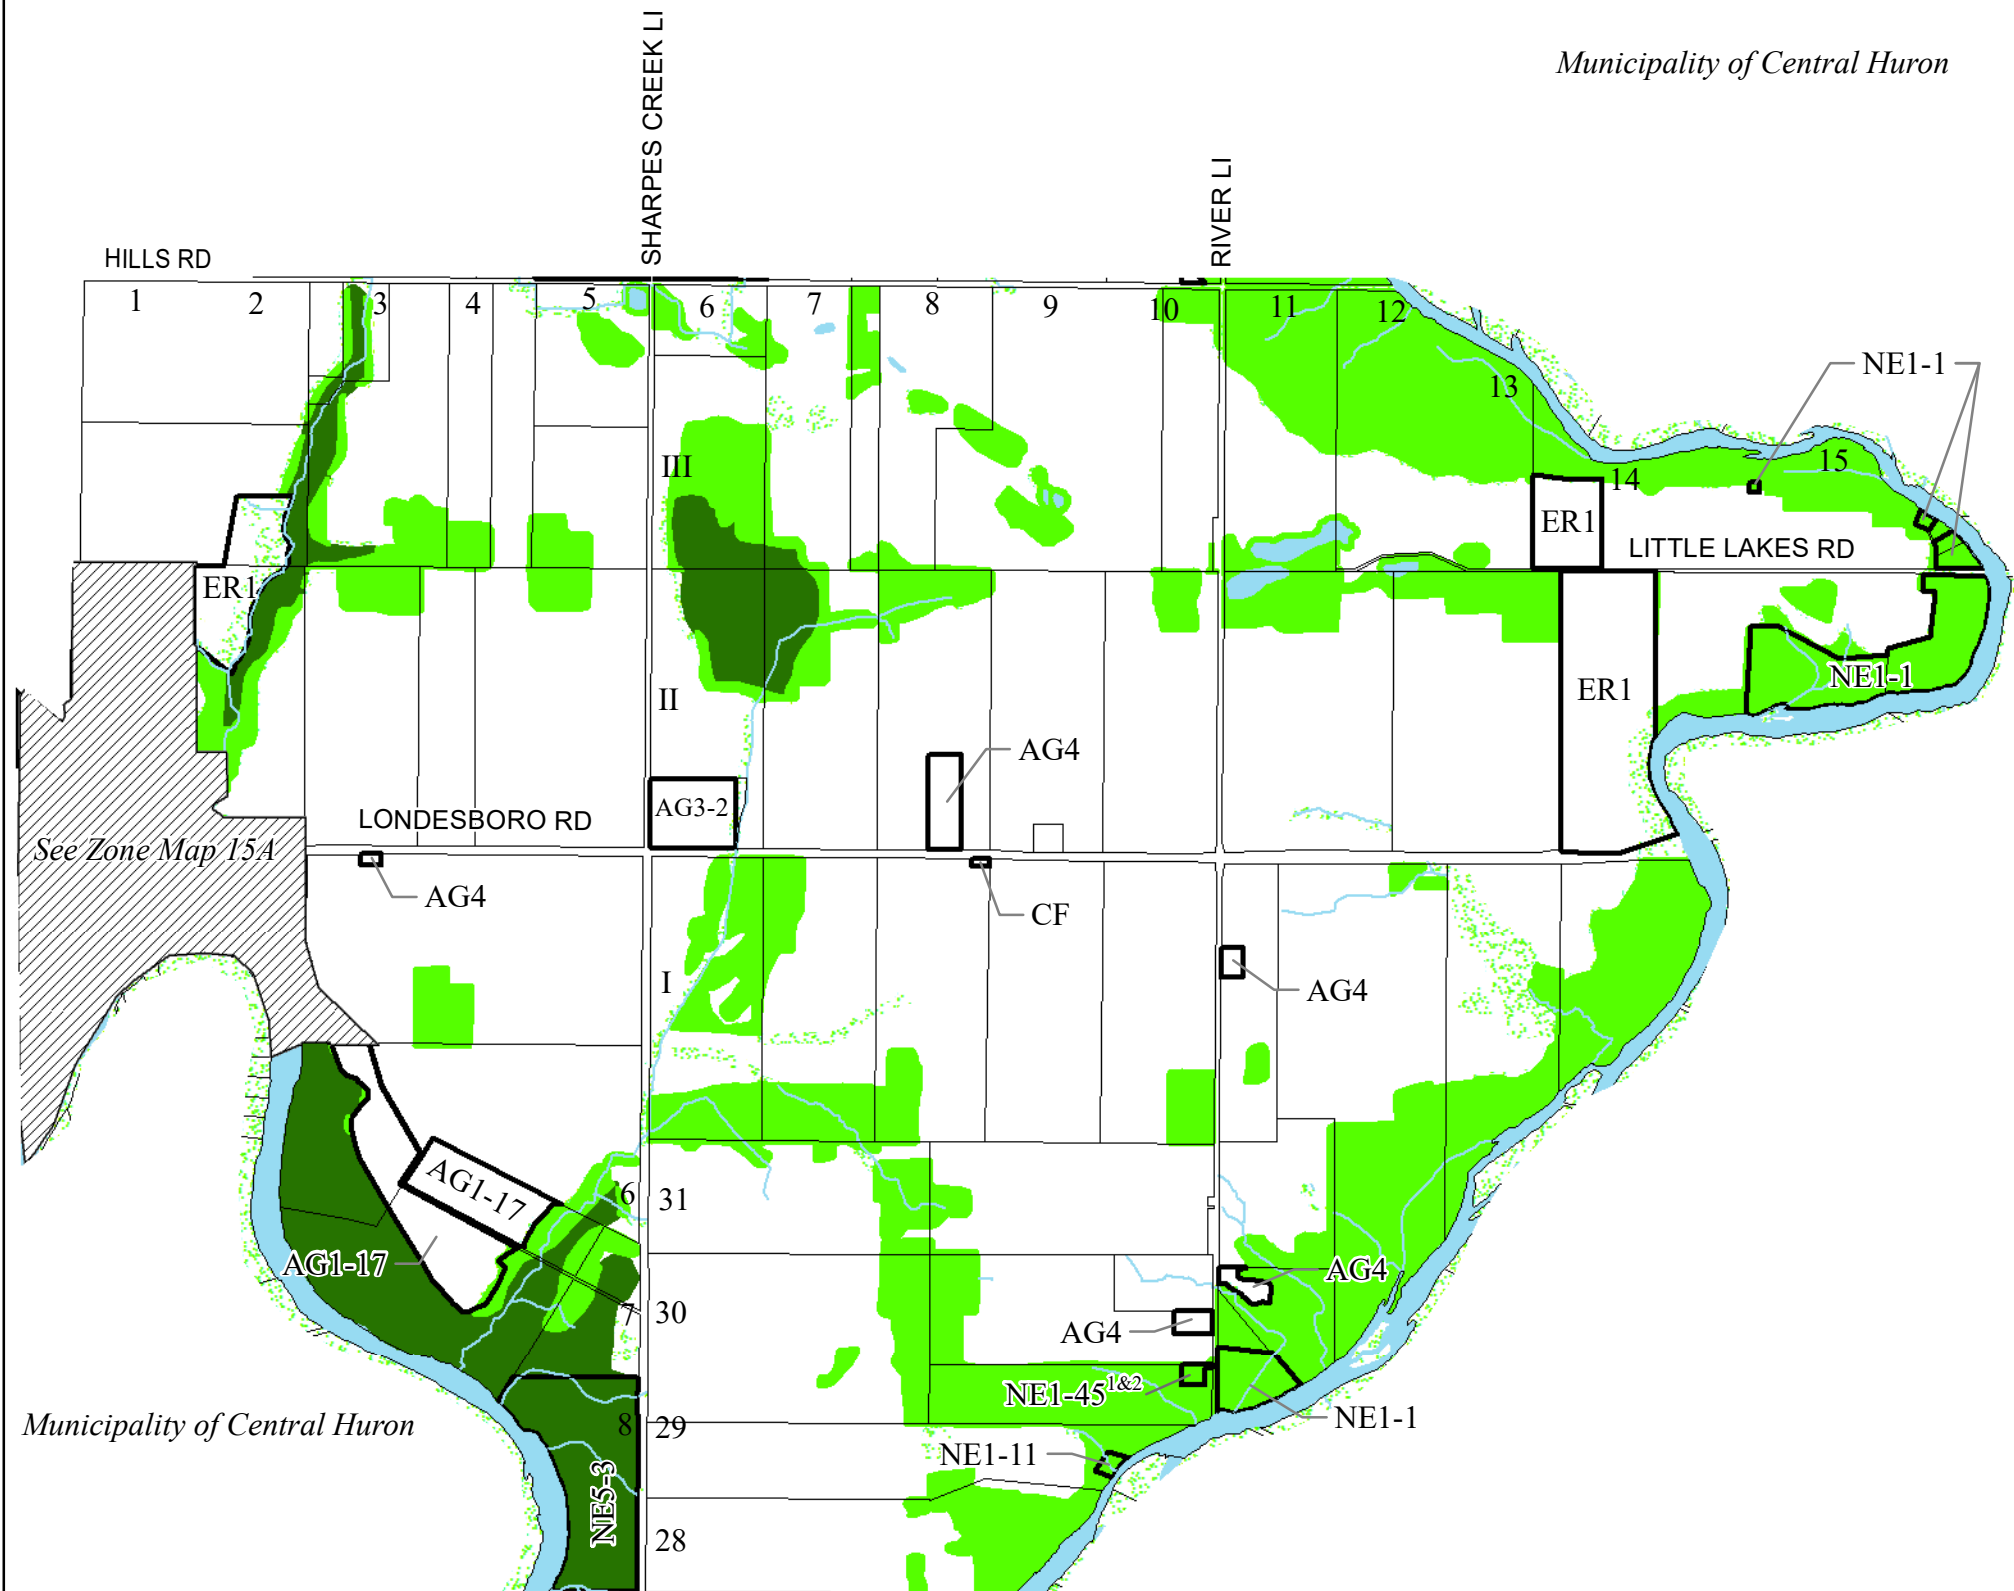 Municipality of Central Huron
SHARPES CREEK LI
RIVER LI
HILLS RD
1
2
3
4
5
6
7
8
9
10
11
12
13
NE1-1
III
14
15
ER1
LITTLE LAKES RD
ER1
II
ER1
NE1-1
AG4
AG3-2
LONDESBORO RD
See Zone Map 15A
AG4
CF
I
AG4
AG1-17
6
31
AG1-17
AG4
7
30
AG4
NE1-45 1&2
NE1-1
Municipality of Central Huron
8
29
NE1-11
NE5-3
28